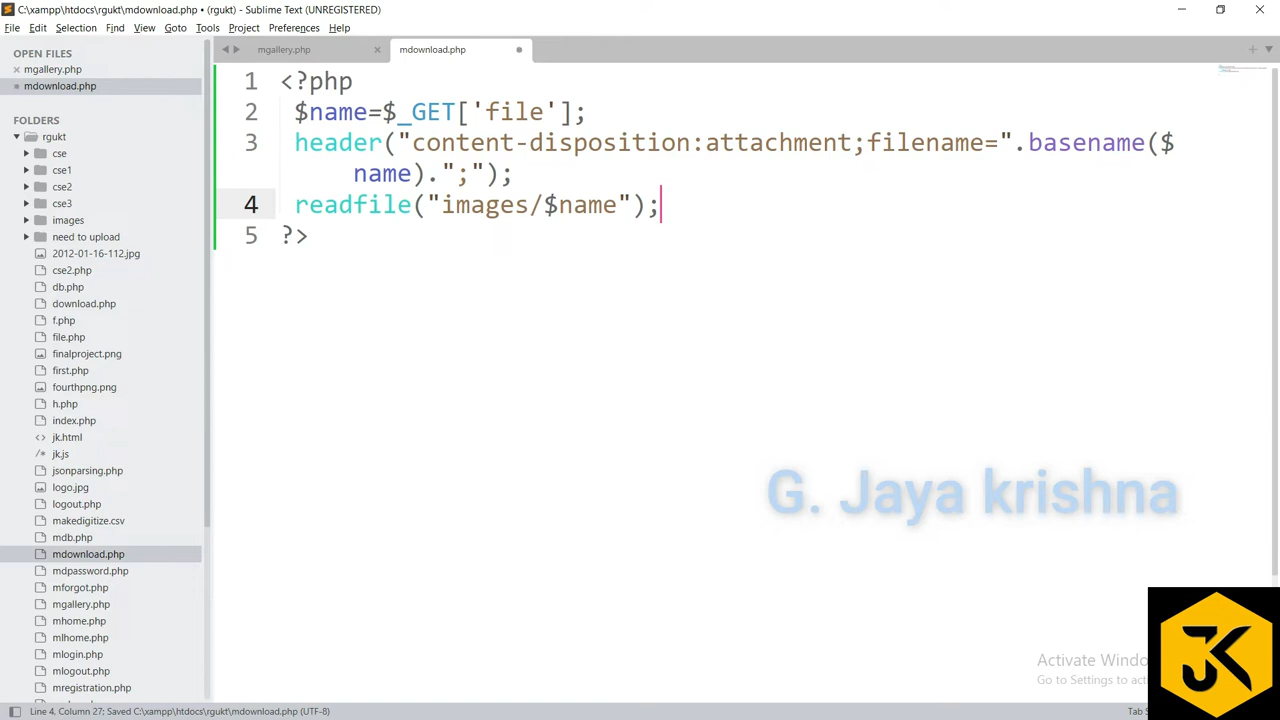 C:\xampp\htdocs\rgukt\mdownload.php • (rgukt) - Sublime Text (UNREGISTERED)
File Edit Selection Find View Goto Tools Project Preferences Help
OPEN FILES
mgallery.php
mdownload.php
FOLDERS
rgukt
cse
cse1
cse2
cse3
images
need to upload
2012-01-16-112.jpg
cse2.php
db.php
download.php
f.php
file.php
finalproject.png
first.php
fourthpng.png
h.php
index.php
jk.html
jk.js
jsonparsing.php
logo.jpg
logout.php
makedigitize.csv
mdb.php
mdownload.php
mdpassword.php
mforgot.php
mgallery.php
mhome.php
mlhome.php
mlogin.php
mlogout.php
mregistration.php
mgallery.php
mdownload.php
1 <?php
2 $name=$_GET['file'];
3 header("content-disposition:attachment;filename=".basename($
name).";");
4 readfile("images/$name");
5 ?>
G. Jaya krishna
Activate Windo
Go to Settings to act
JK
Line 4, Column 27; Saved C:\xampp\htdocs\rgukt\mdownload.php (UTF-8)
Tab S